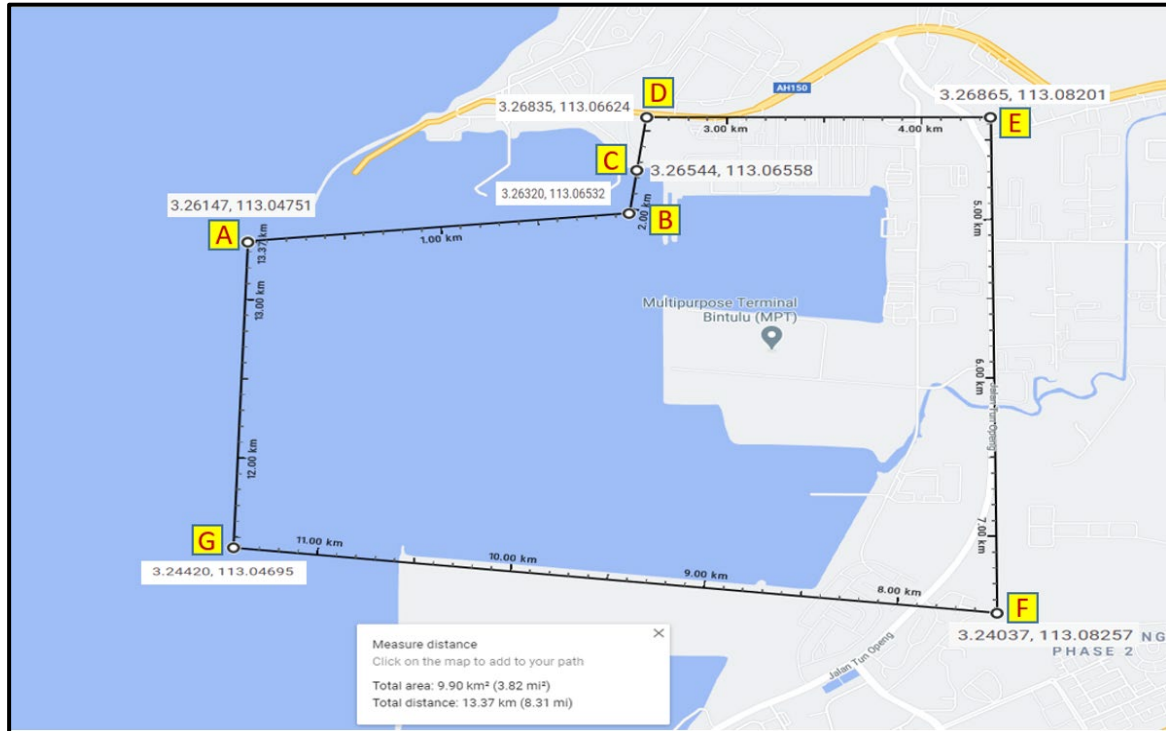 AH150
3.26835, 113.06624
D
3.26865, 113.08201
E
3.00 km
4.00 km
C
3.26544, 113.06558
3.26320, 113.06532
B
2.00 km
3.26147, 113.04751
A
1.00 km
13.37 km
13.00 km
5.00 km
Multipurpose Terminal
Bintulu (MPT)
6.00 km
Jalan Tun Openg
12.00 km
7.00 km
G
3.24420, 113.04695
11.00 km
10.00 km
9.00 km
8.00 km
F
3.24037, 113.08257
NG
PHASE 2
Jalan Tun Openg
Measure distance
Click on the map to add to your path
Total area: 9.90 km² (3.82 mi²)
Total distance: 13.37 km (8.31 mi)